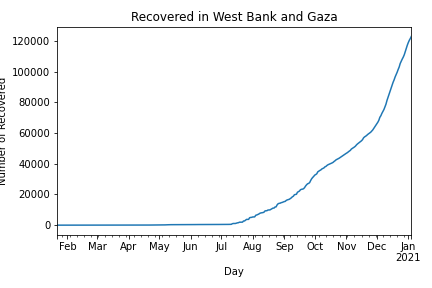 Recovered in West Bank and Gaza
Number of Recovered
120000
100000
80000
60000
40000
20000
0
Feb Mar Apr May Jun Jul Aug Sep Oct Nov Dec Jan
2021
Day